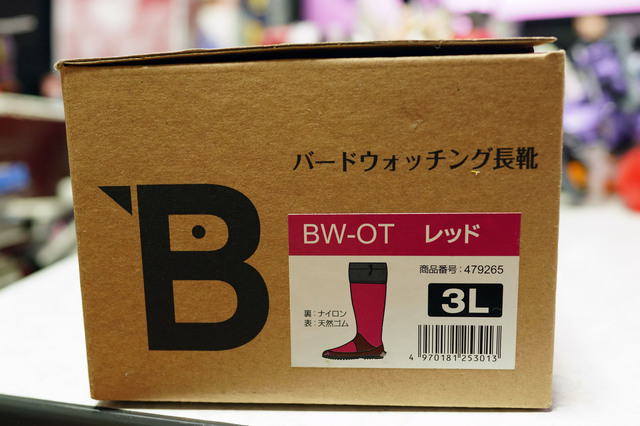 バードウォッチング長靴
B
BW-OT レッド
商品番号：479265
3L
裏：ナイロン
表：天然ゴム
4 970181 253013